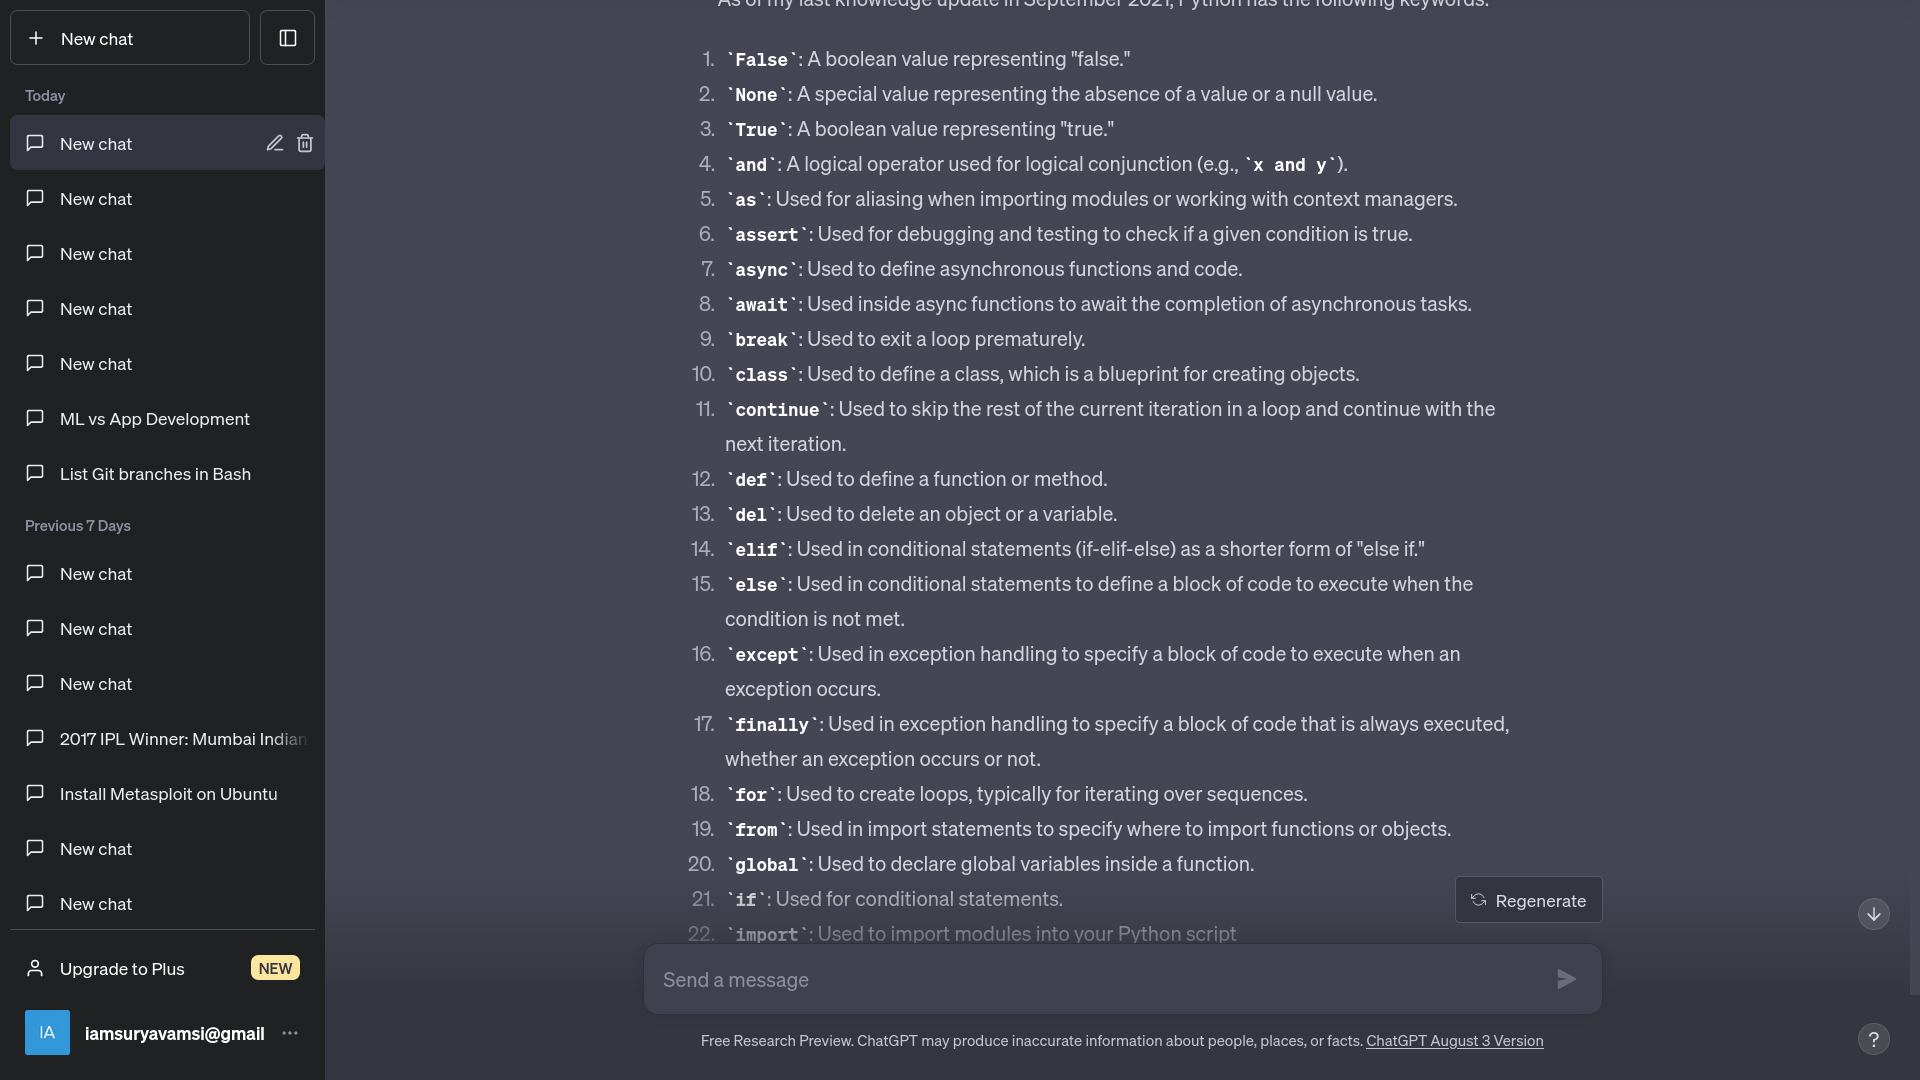 New chat
Today
New chat
New chat
New chat
New chat
New chat
ML vs App Development
List Git branches in Bash
Previous 7 Days
New chat
New chat
New chat
2017 IPL Winner: Mumbai Indian
Install Metasploit on Ubuntu
New chat
New chat
Upgrade to Plus NEW
IA iamsuryavamsi@gmail
As of my last knowledge update in September 2021, Python has the following keywords:
1. `False`: A boolean value representing "false."
2. `None`: A special value representing the absence of a value or a null value.
3. `True`: A boolean value representing "true."
4. `and`: A logical operator used for logical conjunction (e.g., `x and y`).
5. `as`: Used for aliasing when importing modules or working with context managers.
6. `assert`: Used for debugging and testing to check if a given condition is true.
7. `async`: Used to define asynchronous functions and code.
8. `await`: Used inside async functions to await the completion of asynchronous tasks.
9. `break`: Used to exit a loop prematurely.
10. `class`: Used to define a class, which is a blueprint for creating objects.
11. `continue`: Used to skip the rest of the current iteration in a loop and continue with the
next iteration.
12. `def`: Used to define a function or method.
13. `del`: Used to delete an object or a variable.
14. `elif`: Used in conditional statements (if-elif-else) as a shorter form of "else if."
15. `else`: Used in conditional statements to define a block of code to execute when the
condition is not met.
16. `except`: Used in exception handling to specify a block of code to execute when an
exception occurs.
17. `finally`: Used in exception handling to specify a block of code that is always executed,
whether an exception occurs or not.
18. `for`: Used to create loops, typically for iterating over sequences.
19. `from`: Used in import statements to specify where to import functions or objects.
20. `global`: Used to declare global variables inside a function.
21. `if`: Used for conditional statements.
22. `import`: Used to import modules into your Python script
Regenerate
Send a message
Free Research Preview. ChatGPT may produce inaccurate information about people, places, or facts. ChatGPT August 3 Version
?